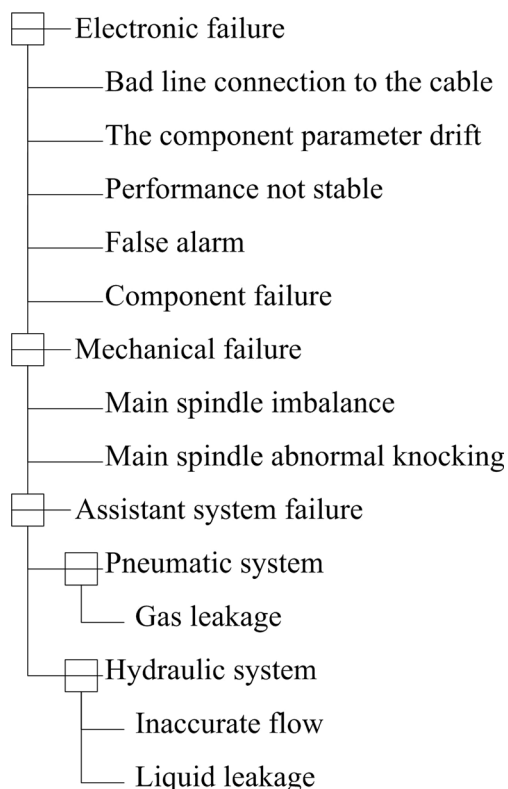 Electronic failure
Bad line connection to the cable
The component parameter drift
Performance not stable
False alarm
Component failure
Mechanical failure
Main spindle imbalance
Main spindle abnormal knocking
Assistant system failure
Pneumatic system
Gas leakage
Hydraulic system
Inaccurate flow
Liquid leakage